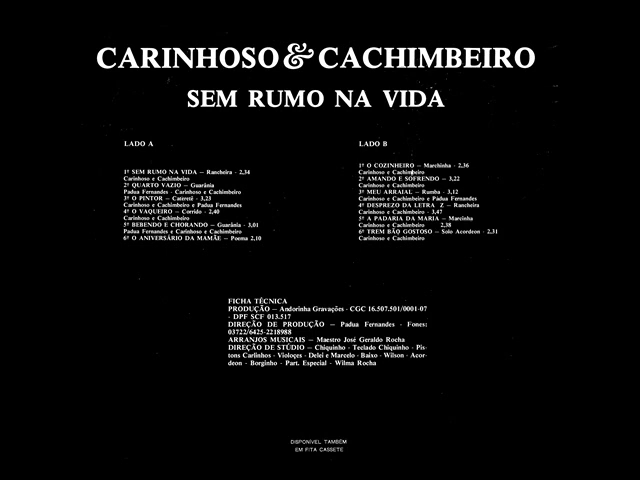 CARINHOSO & CACHIMBEIRO
SEM RUMO NA VIDA
LADO A
1º SEM RUMO NA VIDA — Rancheira - 2,34
Carinhoso e Cachimbeiro
2º QUARTO VAZIO — Guarânia
Padua Fernandes - Carinhoso e Cachimbeiro
3º O PINTOR — Cateretê - 3,23
Carinhoso e Cachimbeiro e Padua Fernandes
4º O VAQUEIRO — Corrido - 2,40
Carinhoso e Cachimbeiro
5º BEBENDO E CHORANDO — Guarânia - 3,01
Padua Fernandes e Carinhoso e Cachimbeiro
6º O ANIVERSÁRIO DA MAMÃE — Poema 2,10
LADO B
1º O COZINHEIRO — Marchinha - 2,36
Carinhoso e Cachimbeiro
2º AMANDO E SOFRENDO — 3,22
Carinhoso e Cachimbeiro
3º MEU ARRAIAL — Rumba - 3,12
Carinhoso e Cachimbeiro e Padua Fernandes
4º DESPREZO DA LETRA Z — Rancheira
Carinhoso e Cachimbeiro - 3,47
5º A PADARIA DA MARIA — Marcinha
Carinhoso e Cachimbeiro 2,38
6º TREM BÃO GOSTOSO — Solo Acordeon - 2,31
Carinhoso e Cachimbeiro
FICHA TÉCNICA
PRODUÇÃO — Andorinha Gravações - CGC 16.507.501/0001-07
- DPF SCF 013.517
DIREÇÃO DE PRODUÇÃO — Padua Fernandes - Fones:
03722/6425-2218988
ARRANJOS MUSICAIS — Maestro José Geraldo Rocha
DIREÇÃO DE STÚDIO — Chiquinho - Teclado Chiquinho - Pis-
tons Carlinhos - Violoçes - Delei e Marcelo - Baixo - Wilson - Acor-
deon - Borginho - Part. Especial - Wilma Rocha
DISPONÍVEL TAMBÉM
EM FITA CASSETE